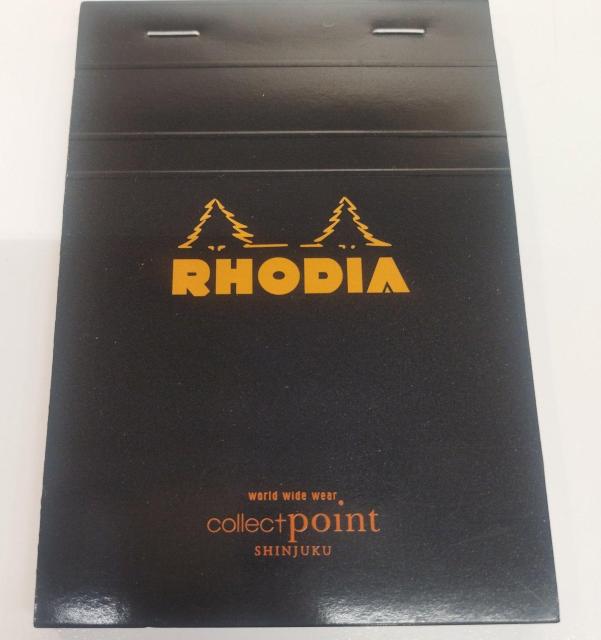 RHODIA
world wide wear
collect point
SHINJUKU